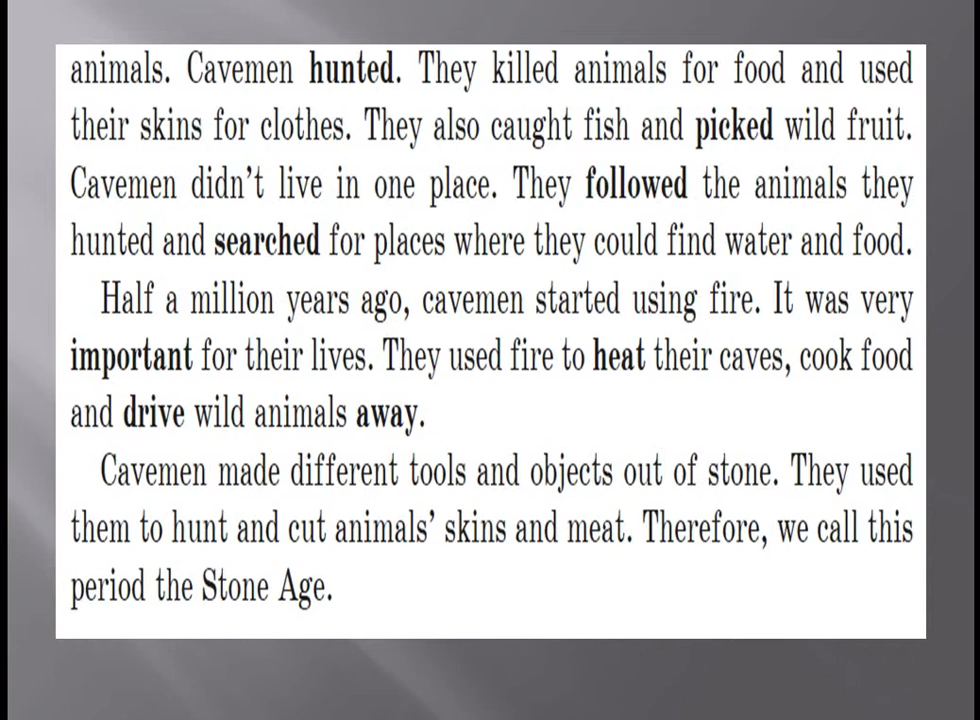 animals. Cavemen hunted. They killed animals for food and used
their skins for clothes. They also caught fish and picked wild fruit.
Cavemen didn't live in one place. They followed the animals they
hunted and searched for places where they could find water and food.
Half a million years ago, cavemen started using fire. It was very
important for their lives. They used fire to heat their caves, cook food
and drive wild animals away.
Cavemen made different tools and objects out of stone. They used
them to hunt and cut animals' skins and meat. Therefore, we call this
period the Stone Age.